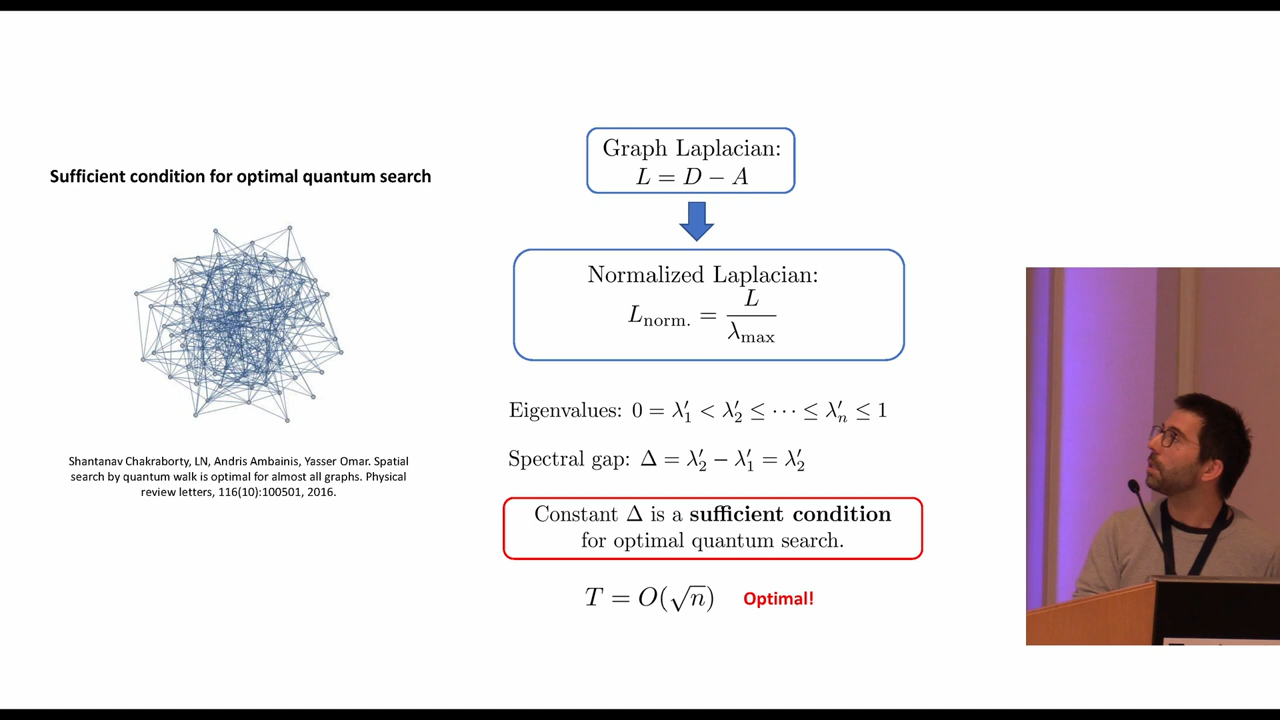 Sufficient condition for optimal quantum search
Shantanav Chakraborty, LN, Andris Ambainis, Yasser Omar. Spatial
search by quantum walk is optimal for almost all graphs. Physical
review letters, 116(10):100501, 2016.
Graph Laplacian:
L = D − A
Normalized Laplacian:
L_norm. = L / λ_max
Eigenvalues: 0 = λ′₁ < λ′₂ ≤ ⋯ ≤ λ′ₙ ≤ 1
Spectral gap: Δ = λ′₂ − λ′₁ = λ′₂
Constant Δ is a sufficient condition
for optimal quantum search.
T = O(√n) Optimal!